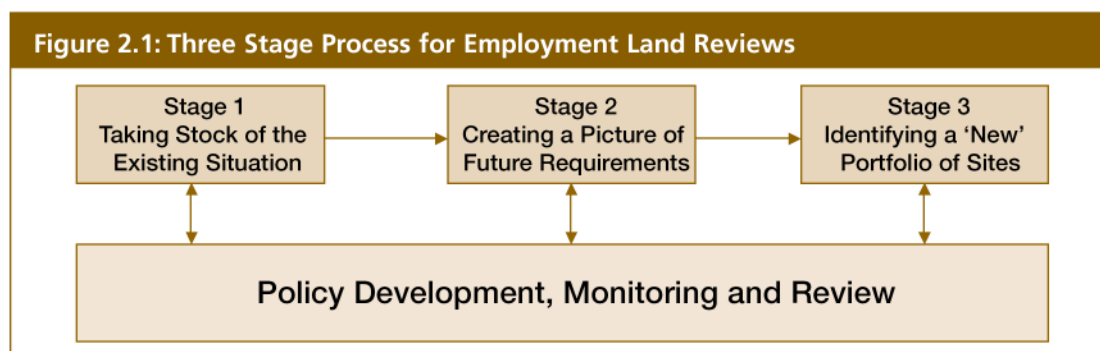 Figure 2.1: Three Stage Process for Employment Land Reviews
Stage 1
Taking Stock of the
Existing Situation
Stage 2
Creating a Picture of
Future Requirements
Stage 3
Identifying a ‘New’
Portfolio of Sites
Policy Development, Monitoring and Review